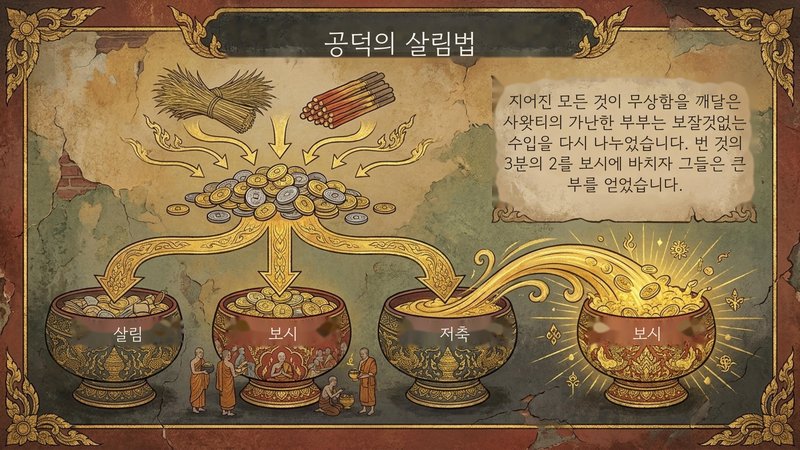 공덕의 살림법
지어진 모든 것이 무상함을 깨달은
사왓티의 가난한 부부는 보잘것없는
수입을 다시 나누었습니다. 번 것의
3분의 2를 보시에 바치자 그들은 큰
부를 얻었습니다.
살림
보시
저축
보시